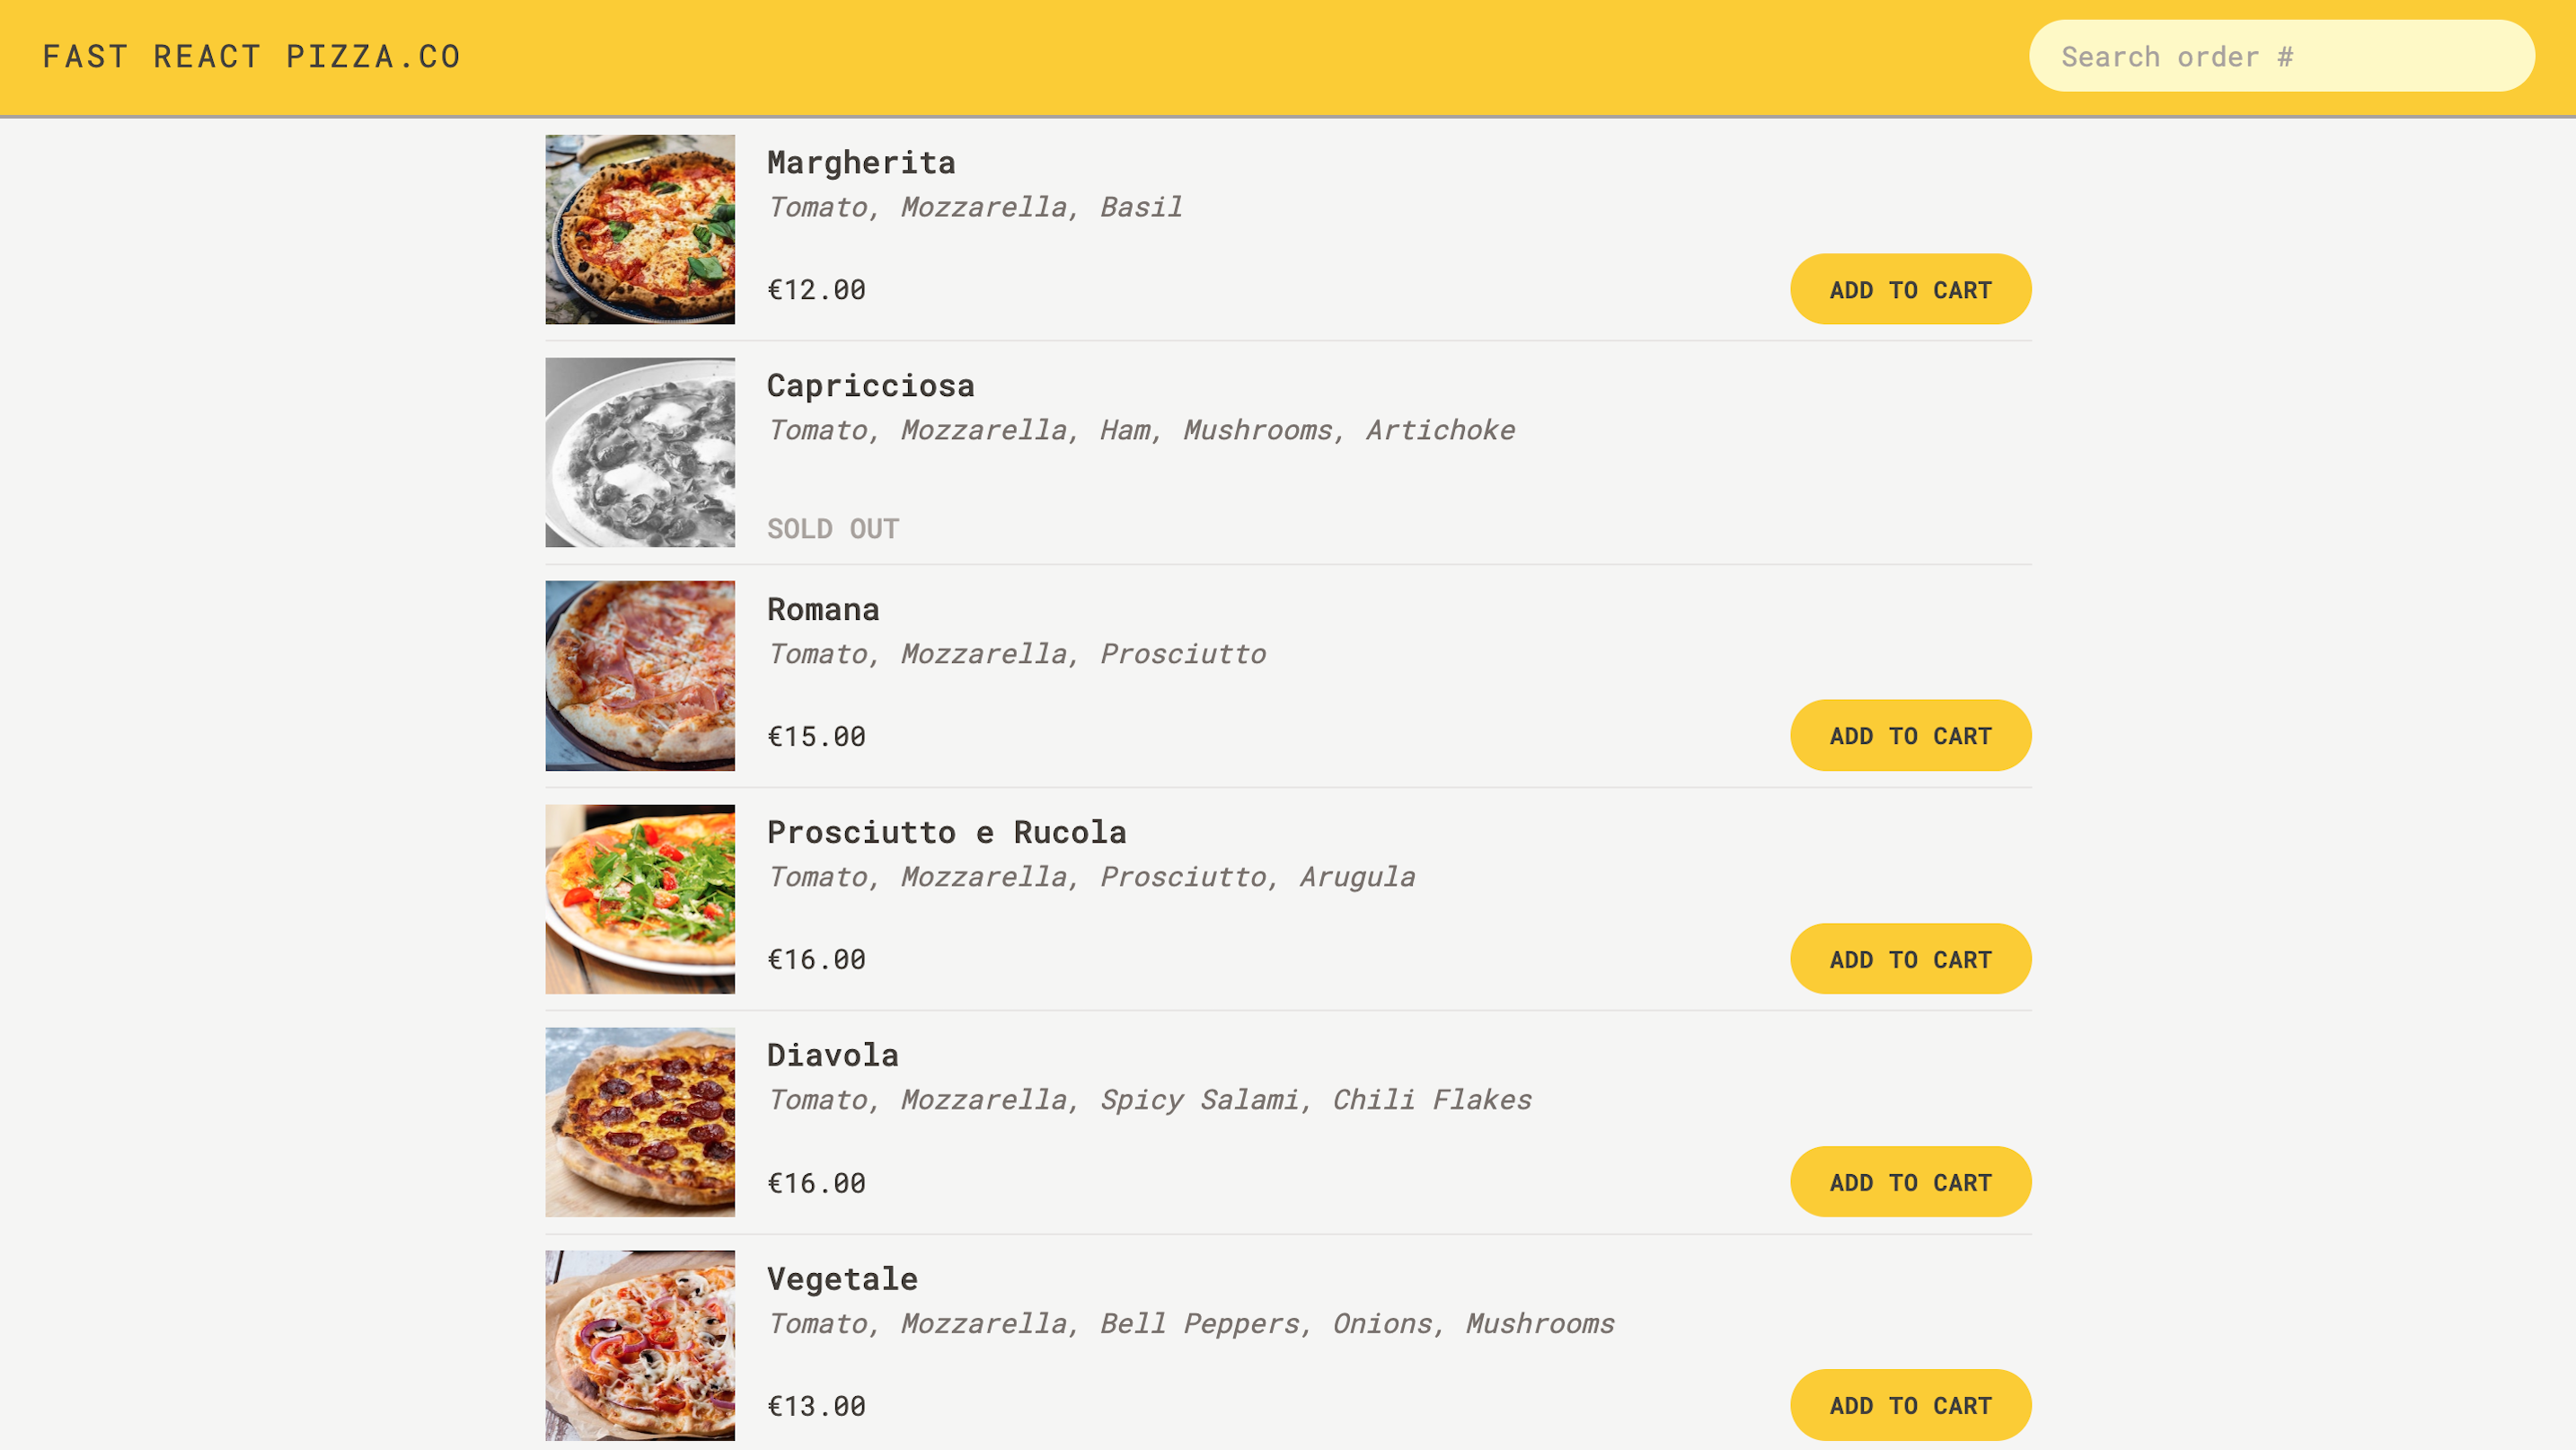 FAST REACT PIZZA.CO
Search order #
Margherita
Tomato, Mozzarella, Basil
€12.00
ADD TO CART
Capricciosa
Tomato, Mozzarella, Ham, Mushrooms, Artichoke
SOLD OUT
Romana
Tomato, Mozzarella, Prosciutto
€15.00
ADD TO CART
Prosciutto e Rucola
Tomato, Mozzarella, Prosciutto, Arugula
€16.00
ADD TO CART
Diavola
Tomato, Mozzarella, Spicy Salami, Chili Flakes
€16.00
ADD TO CART
Vegetale
Tomato, Mozzarella, Bell Peppers, Onions, Mushrooms
€13.00
ADD TO CART